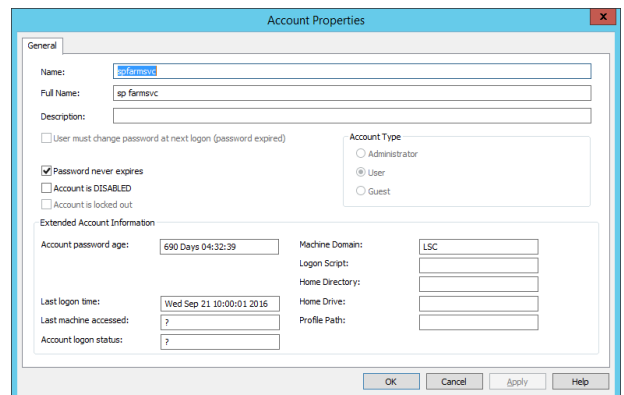 Account Properties
x
General
Name: spfarmsvc
Full Name: sp farmsvc
Description:
User must change password at next logon (password expired)
Password never expires
Account is DISABLED
Account is locked out
Account Type
Administrator
User
Guest
Extended Account Information
Account password age: 690 Days 04:32:39
Last logon time: Wed Sep 21 10:00:01 2016
Last machine accessed: ?
Account logon status: ?
Machine Domain: LSC
Logon Script:
Home Directory:
Home Drive:
Profile Path:
OK Cancel Apply Help